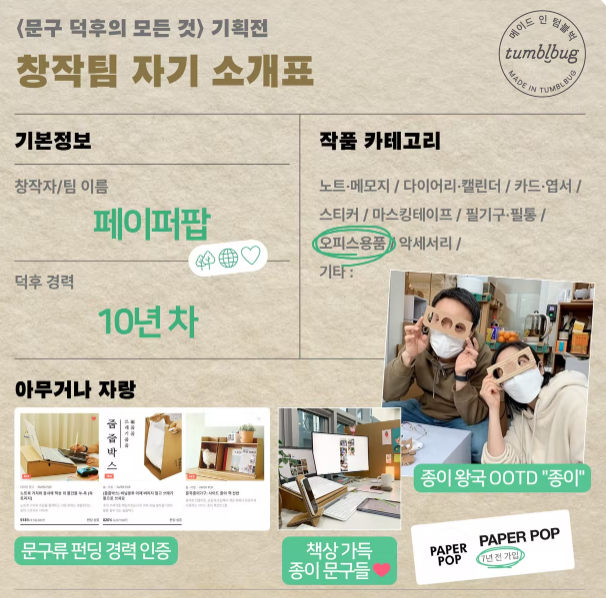 〈문구 덕후의 모든 것〉 기획전
창작팀 자기 소개표
메이드 인 텀블벅
tumblbug
MADE IN TUMBLBUG
기본정보
창작자/팀 이름
페이퍼팝
덕후 경력
10년 차
작품 카테고리
노트·메모지 / 다이어리·캘린더 / 카드·엽서 /
스티커 / 마스킹테이프 / 필기구·필통 /
오피스용품 / 악세서리 /
기타 :
아무거나 자랑
즘즐박스
문구류 펀딩 경력 인증
책상 가득
종이 문구들
종이 왕국 OOTD "종이"
PAPER
POP
PAPER POP
7년 전 가입